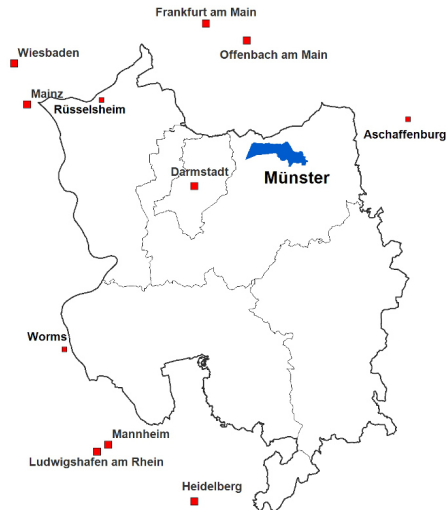 Frankfurt am Main
Offenbach am Main
Wiesbaden
Mainz
Rüsselsheim
Aschaffenburg
Darmstadt
Münster
Worms
Mannheim
Ludwigshafen am Rhein
Heidelberg